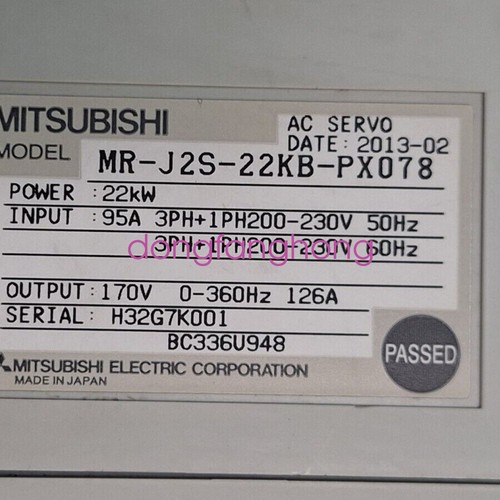 MITSUBISHI
AC SERVO
DATE: 2013-02
MODEL MR-J2S-22KB-PX078
POWER : 22kW
INPUT : 95A 3PH+1PH200-230V 50Hz
3PH+1PH200-230V 60Hz
dongfanghong
OUTPUT: 170V 0-360Hz 126A
SERIAL: H32G7K001
BC336U948
PASSED
MITSUBISHI ELECTRIC CORPORATION
MADE IN JAPAN